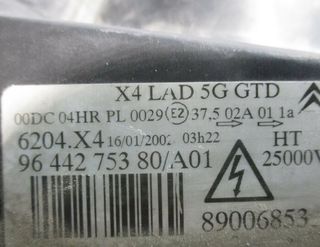 X4 LAD 5G GTD
00DC 04HR PL 0029 E2 37,5 02A 01 1a
6204.X4 16/01/2002 03h22 HT
96 442 753 80/A01 25000V
89006853